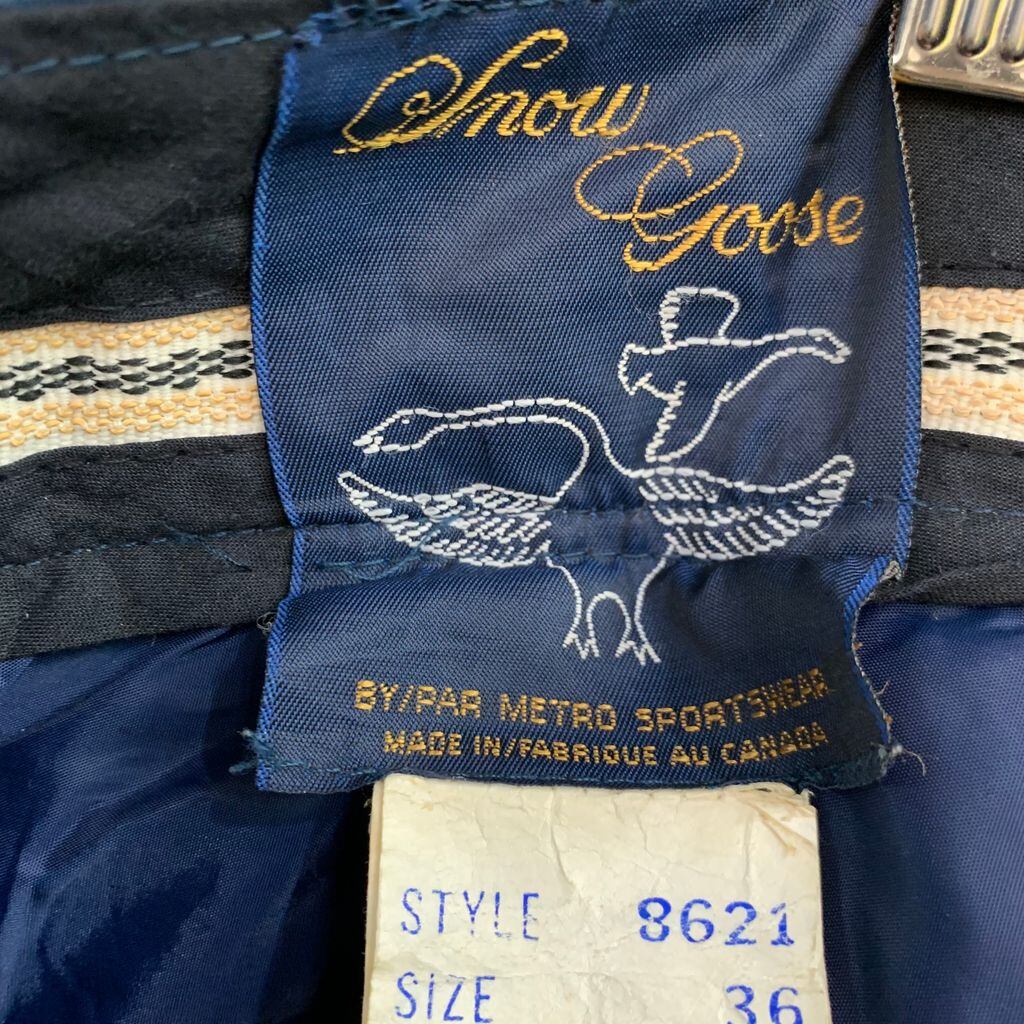 Snow
Goose
BY/PAR METRO SPORTSWEAR
MADE IN/FABRIQUE AU CANADA
STYLE 8621
SIZE 36